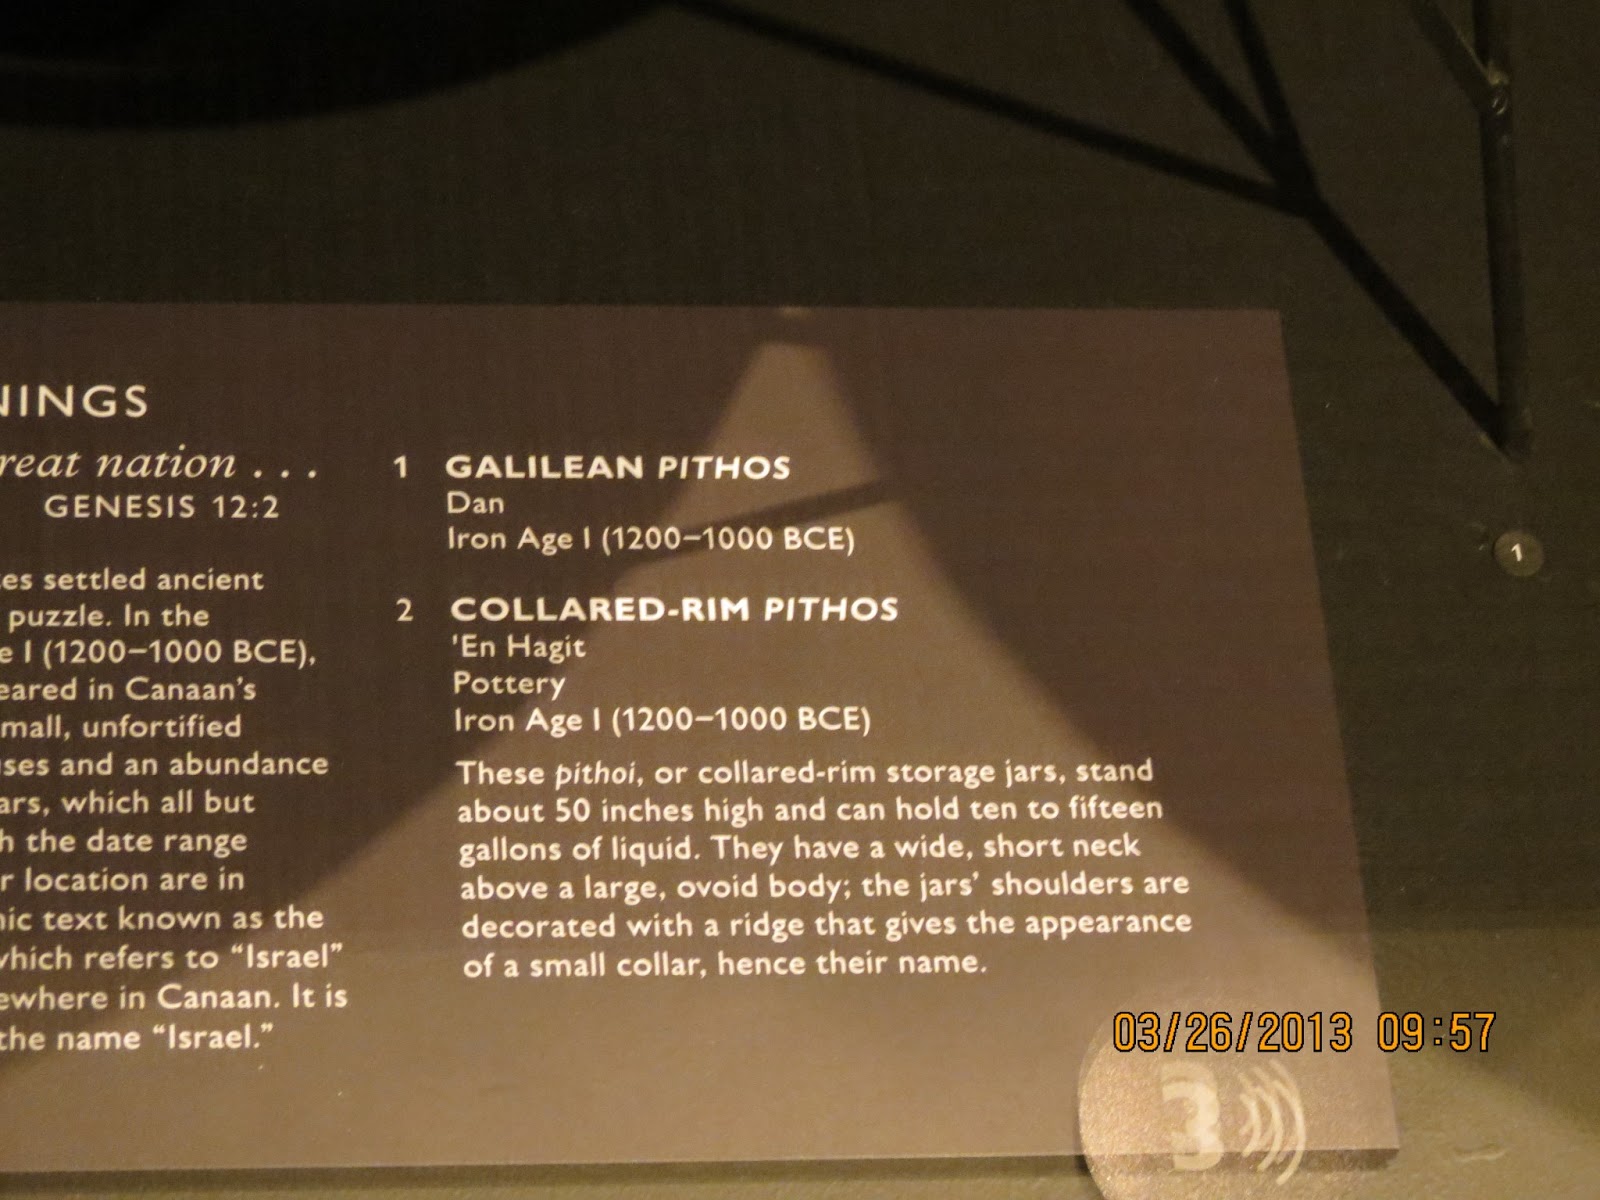 NINGS
reat nation . . .
GENESIS 12:2
es settled ancient
puzzle. In the
e I (1200–1000 BCE),
eared in Canaan's
mall, unfortified
ses and an abundance
ars, which all but
h the date range
r location are in
ic text known as the
which refers to “Israel”
ewhere in Canaan. It is
the name “Israel.”
1 GALILEAN PITHOS
Dan
Iron Age I (1200–1000 BCE)
2 COLLARED-RIM PITHOS
'En Hagit
Pottery
Iron Age I (1200–1000 BCE)
These pithoi, or collared-rim storage jars, stand
about 50 inches high and can hold ten to fifteen
gallons of liquid. They have a wide, short neck
above a large, ovoid body; the jars' shoulders are
decorated with a ridge that gives the appearance
of a small collar, hence their name.
1
03/26/2013 09:57
3